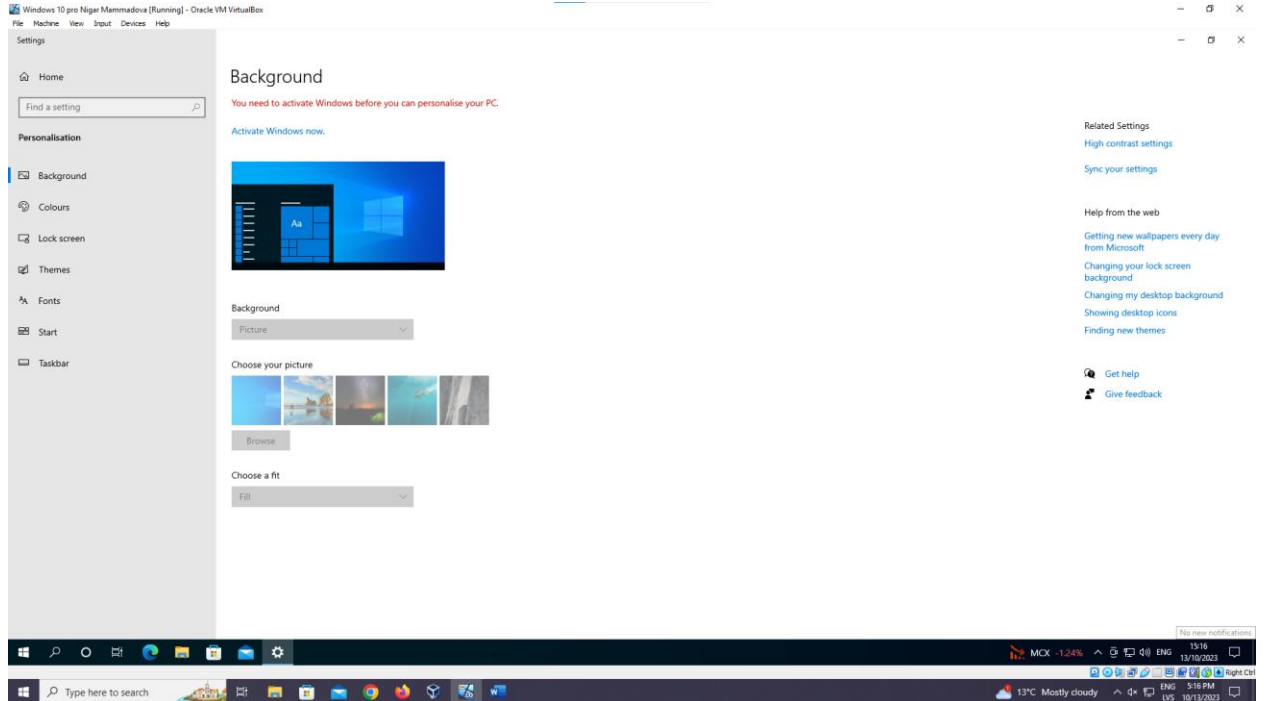 Windows 10 pro Nigar Mammadova [Running] - Oracle VM VirtualBox
File Machine View Input Devices Help
Settings
Home
Find a setting
Personalisation
Background
Colours
Lock screen
Themes
Fonts
Start
Taskbar
Background
You need to activate Windows before you can personalise your PC.
Activate Windows now.
Aa
Background
Picture
Choose your picture
Browse
Choose a fit
Fill
Related Settings
High contrast settings
Sync your settings
Help from the web
Getting new wallpapers every day
from Microsoft
Changing your lock screen
background
Changing my desktop background
Showing desktop icons
Finding new themes
Get help
Give feedback
No new notifications
MCX -1.24% ENG 15:16
13/10/2023
Right Ctrl
Type here to search
13°C Mostly cloudy ENG 5:16 PM
LVS 10/13/2023